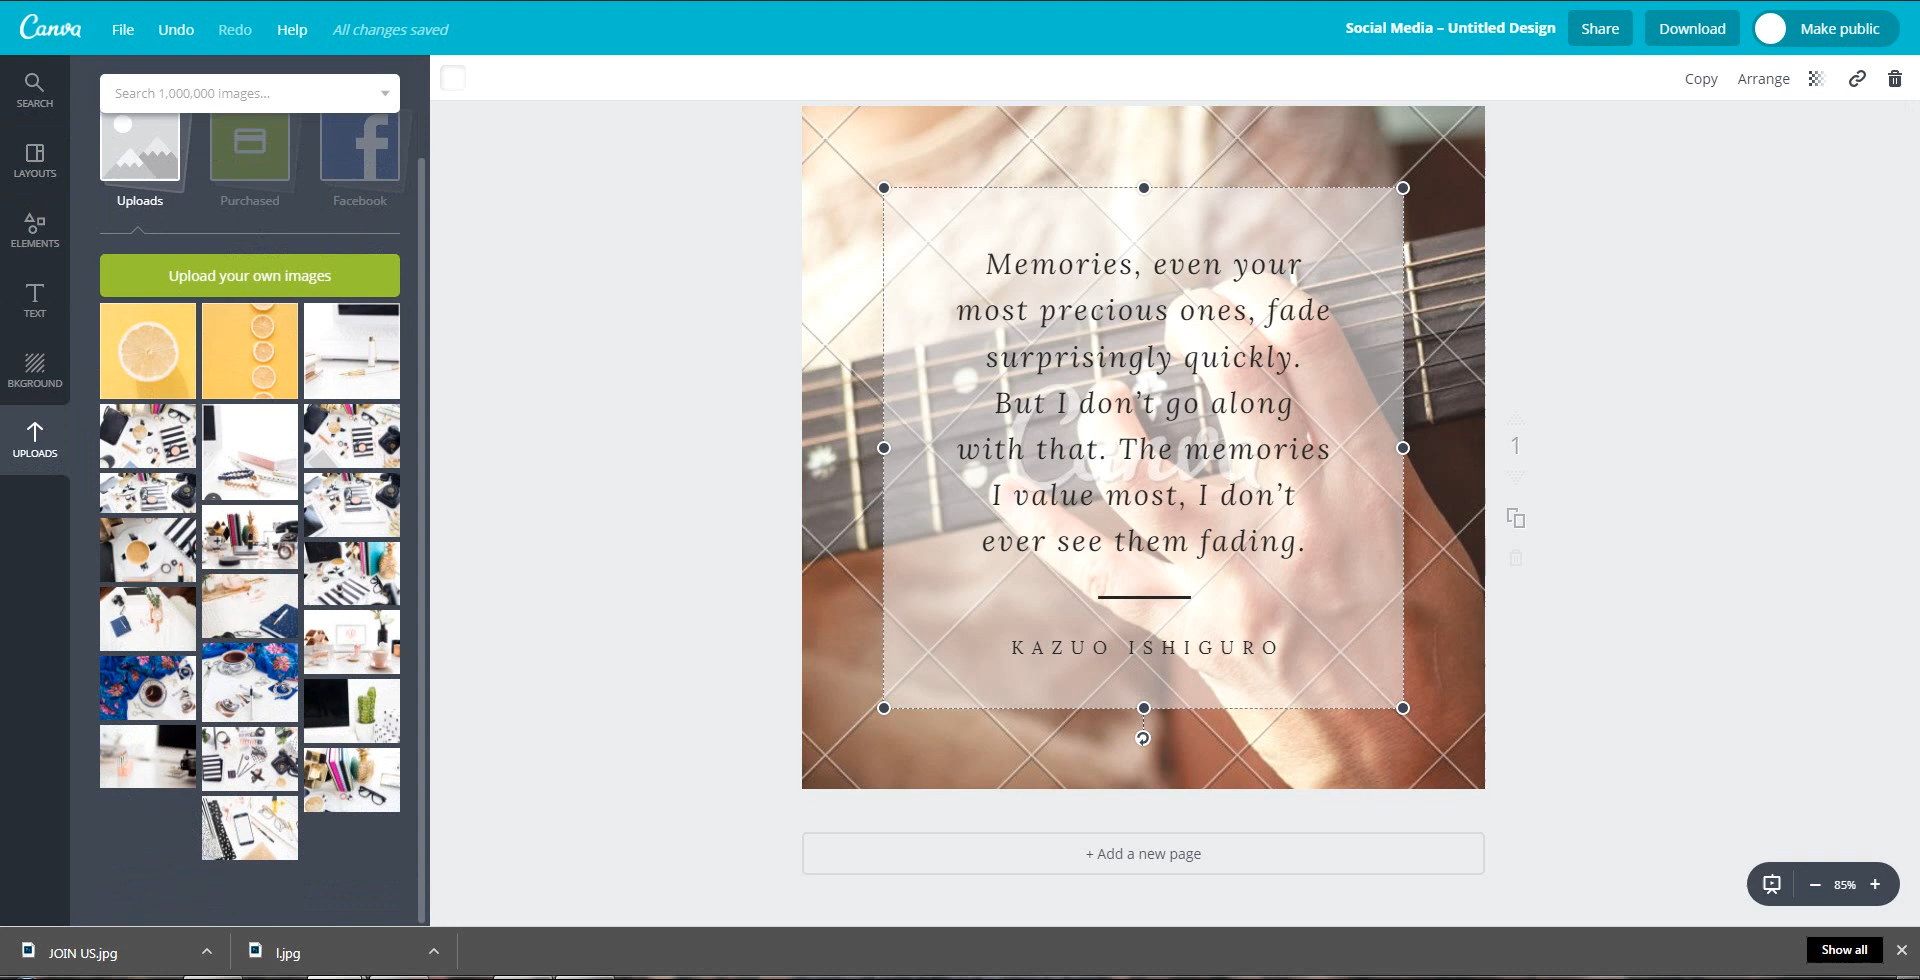 Canva
File
Undo
Redo
Help
All changes saved
Social Media – Untitled Design
Share
Download
Make public
SEARCH
LAYOUTS
ELEMENTS
TEXT
BKGROUND
UPLOADS
Search 1,000,000 images...
Uploads
Purchased
Facebook
Upload your own images
Copy
Arrange
Memories, even your
most precious ones, fade
surprisingly quickly.
But I don’t go along
with that. The memories
I value most, I don’t
ever see them fading.
KAZUO ISHIGURO
Canva
1
+ Add a new page
85%
JOIN US.jpg
I.jpg
Show all